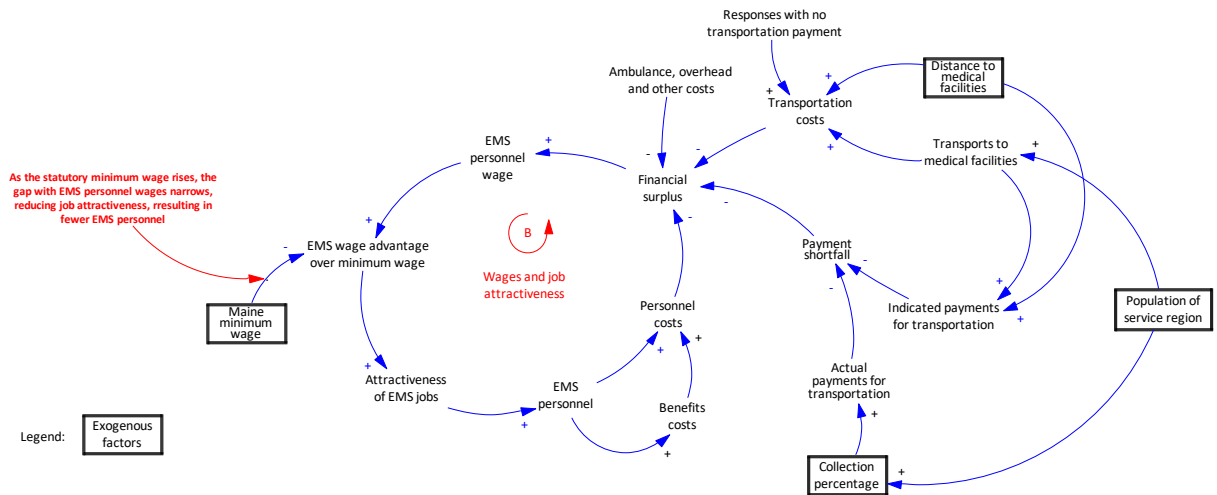 Responses with no
transportation payment
Ambulance, overhead
and other costs
Distance to
medical
facilities
+
+
+
Transportation
costs
+
Transports to
medical facilities
+
EMS
personnel
wage
+
-
-
Financial
surplus
-
-
As the statutory minimum wage rises, the
gap with EMS personnel wages narrows,
reducing job attractiveness, rresulting in
fewer EMS personnel
+
-
EMS wage advantage
over minimum wage
-
B
Wages and job
attractiveness
Payment
shortfall
-
-
+
Indicated payments
for transportation
+
Population of
service region
Maine
minimum
wage
Personnel
costs
+
+
+
Attractiveness
of EMS jobs
+
EMS
personnel
Benefits
costs
+
Actual
payments for
transportation
+
Legend:
Exogenous
factors
Collection
percentage
+